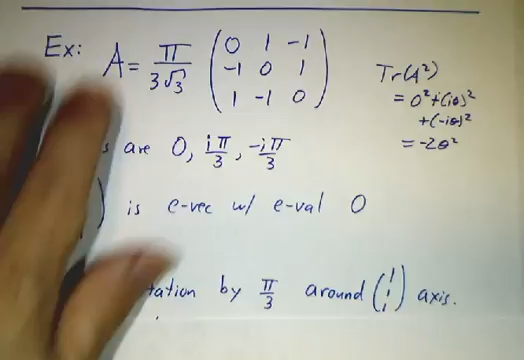 Ex: A = π/(3√3) ( 0 1 -1
-1 0 1
1 -1 0 )
Tr(A²)
= 0² + (iθ)²
+ (-iθ)²
= -2θ²
s are 0, iπ/3, -iπ/3
) is e-vec w/ e-val 0
tation by π/3 around (1 1 1) axis.